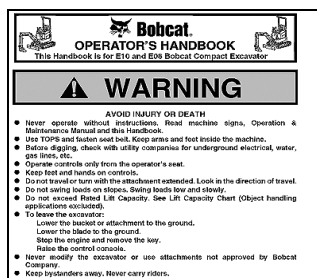 Bobcat.
OPERATOR'S HANDBOOK
This Handbook is for E10 and E08 Bobcat Compact Excavator
WARNING
AVOID INJURY OR DEATH
● Never operate without instructions. Read machine signs, Operation &
Maintenance Manual and this Handbook.
● Use TOPS and fasten seat belt. Keep arms and feet inside the machine.
● Before digging, check with utility companies for underground electrical, water,
gas lines, etc.
● Operate controls only from the operator's seat.
● Keep feet and hands on controls.
● Do not travel or turn with the attachment extended. Look in the direction of travel.
● Do not swing loads on slopes. Swing loads low and slowly.
● Do not exceed Rated Lift Capacity. See Lift Capacity Chart (Object handling
applications excluded).
● To leave the excavator:
Lower the bucket or attachment to the ground.
Lower the blade to the ground.
Stop the engine and remove the key.
Raise the control console.
● Never modify the excavator or use attachments not approved by Bobcat
Company.
● Keep bystanders away. Never carry riders.